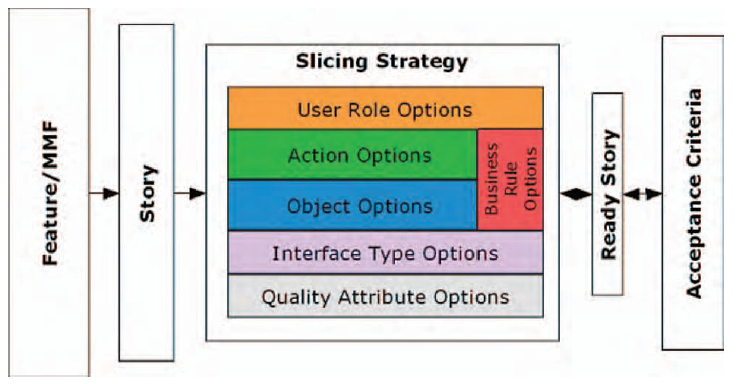 Feature/MMF
Story
Slicing Strategy
User Role Options
Action Options
Object Options
Business
Rule
Options
Interface Type Options
Quality Attribute Options
Ready Story
Acceptance Criteria